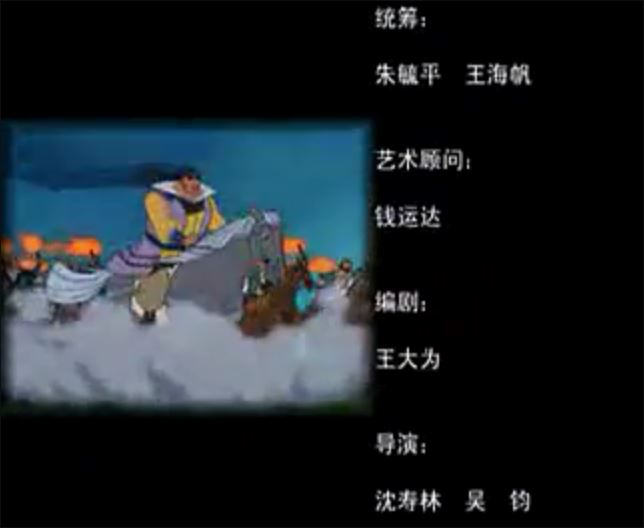 统筹：
朱毓平　王海帆
艺术顾问：
钱运达
编剧：
王大为
导演：
沈寿林　吴　钧